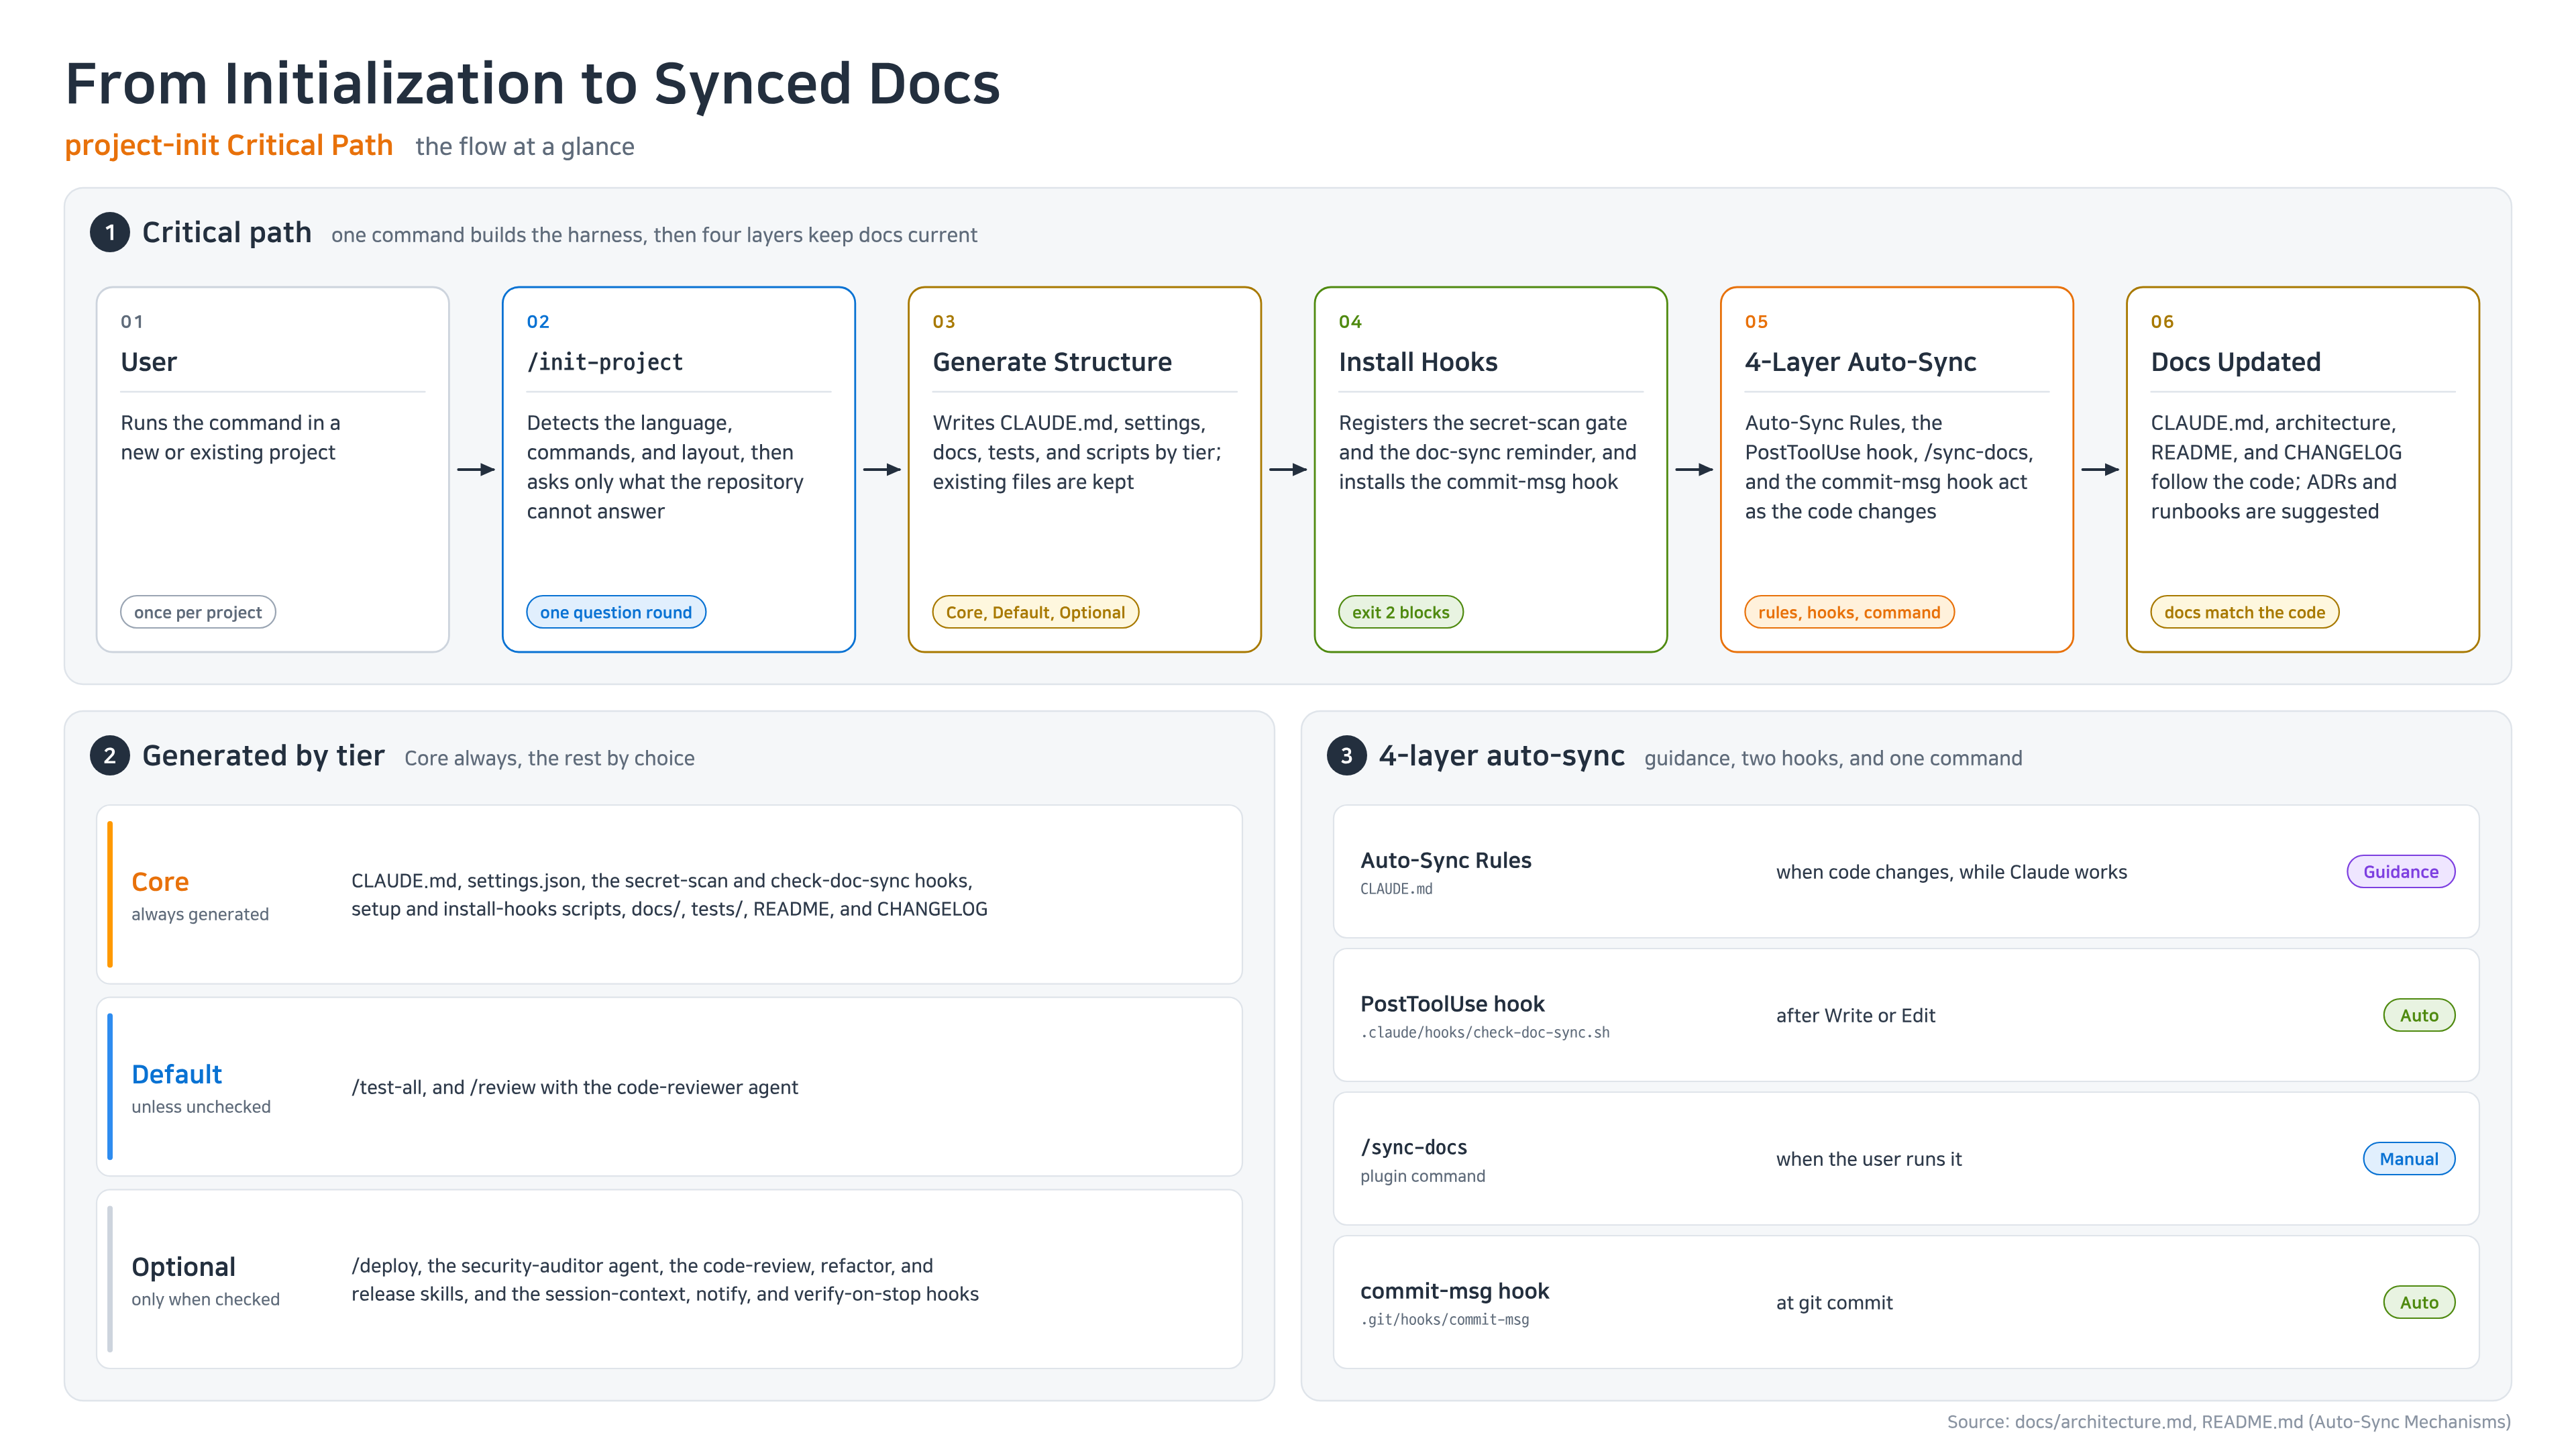 From Initialization to Synced Docs
project-init Critical Path the flow at a glance
1 Critical path one command builds the harness, then four layers keep docs current
01
User
Runs the command in a
new or existing project
once per project
02
/init-project
Detects the language,
commands, and layout, then
asks only what the repository
cannot answer
one question round
03
Generate Structure
Writes CLAUDE.md, settings,
docs, tests, and scripts by tier;
existing files are kept
Core, Default, Optional
04
Install Hooks
Registers the secret-scan gate
and the doc-sync reminder, and
installs the commit-msg hook
exit 2 blocks
05
4-Layer Auto-Sync
Auto-Sync Rules, the
PostToolUse hook, /sync-docs,
and the commit-msg hook act
as the code changes
rules, hooks, command
06
Docs Updated
CLAUDE.md, architecture,
README, and CHANGELOG
follow the code; ADRs and
runbooks are suggested
docs match the code
2 Generated by tier Core always, the rest by choice
Core
always generated
CLAUDE.md, settings.json, the secret-scan and check-doc-sync hooks,
setup and install-hooks scripts, docs/, tests/, README, and CHANGELOG
Default
unless unchecked
/test-all, and /review with the code-reviewer agent
Optional
only when checked
/deploy, the security-auditor agent, the code-review, refactor, and
release skills, and the session-context, notify, and verify-on-stop hooks
3 4-layer auto-sync guidance, two hooks, and one command
Auto-Sync Rules
CLAUDE.md
when code changes, while Claude works
Guidance
PostToolUse hook
.claude/hooks/check-doc-sync.sh
after Write or Edit
Auto
/sync-docs
plugin command
when the user runs it
Manual
commit-msg hook
.git/hooks/commit-msg
at git commit
Auto
Source: docs/architecture.md, README.md (Auto-Sync Mechanisms)